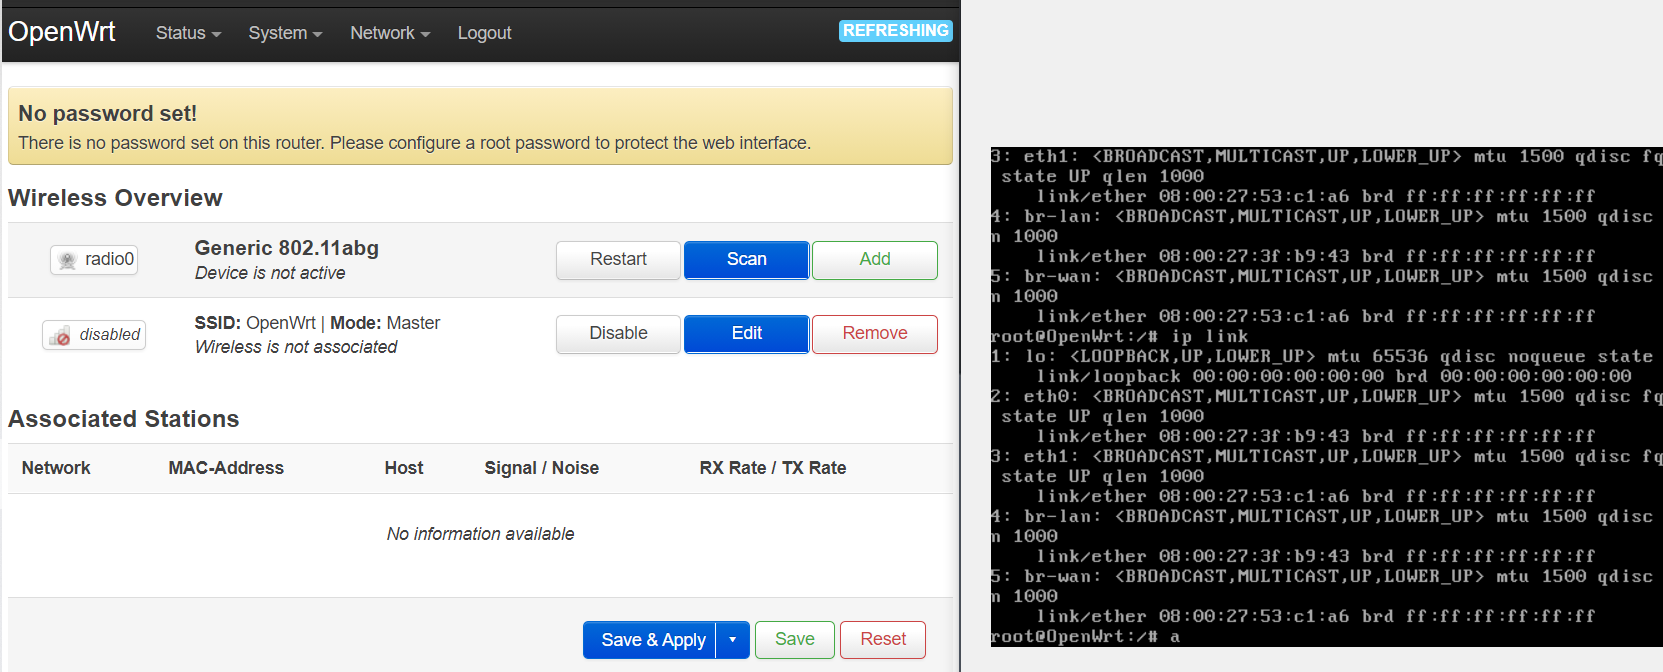 OpenWrt Status System Network Logout REFRESHING
No password set!
There is no password set on this router. Please configure a root password to protect the web interface.
Wireless Overview
radio0 Generic 802.11abg Restart Scan Add
Device is not active
disabled SSID: OpenWrt | Mode: Master Disable Edit Remove
Wireless is not associated
Associated Stations
Network MAC-Address Host Signal / Noise RX Rate / TX Rate
No information available
Save & Apply Save Reset
3: eth1: <BROADCAST,MULTICAST,UP,LOWER_UP> mtu 1500 qdisc fq
state UP qlen 1000
link/ether 08:00:27:53:c1:a6 brd ff:ff:ff:ff:ff:ff
4: br-lan: <BROADCAST,MULTICAST,UP,LOWER_UP> mtu 1500 qdisc
n 1000
link/ether 08:00:27:3f:b9:43 brd ff:ff:ff:ff:ff:ff
5: br-wan: <BROADCAST,MULTICAST,UP,LOWER_UP> mtu 1500 qdisc
n 1000
link/ether 08:00:27:53:c1:a6 brd ff:ff:ff:ff:ff:ff
root@OpenWrt:/# ip link
1: lo: <LOOPBACK,UP,LOWER_UP> mtu 65536 qdisc noqueue state
link/loopback 00:00:00:00:00:00 brd 00:00:00:00:00:00
2: eth0: <BROADCAST,MULTICAST,UP,LOWER_UP> mtu 1500 qdisc fq
state UP qlen 1000
link/ether 08:00:27:3f:b9:43 brd ff:ff:ff:ff:ff:ff
3: eth1: <BROADCAST,MULTICAST,UP,LOWER_UP> mtu 1500 qdisc fq
state UP qlen 1000
link/ether 08:00:27:53:c1:a6 brd ff:ff:ff:ff:ff:ff
4: br-lan: <BROADCAST,MULTICAST,UP,LOWER_UP> mtu 1500 qdisc
n 1000
link/ether 08:00:27:3f:b9:43 brd ff:ff:ff:ff:ff:ff
5: br-wan: <BROADCAST,MULTICAST,UP,LOWER_UP> mtu 1500 qdisc
n 1000
link/ether 08:00:27:53:c1:a6 brd ff:ff:ff:ff:ff:ff
root@OpenWrt:/# a